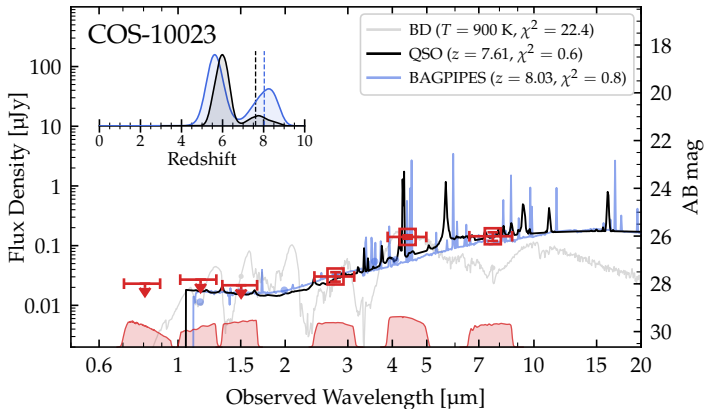 COS-10023
BD (T = 900 K, χ² = 22.4)
QSO (z = 7.61, χ² = 0.6)
BAGPIPES (z = 8.03, χ² = 0.8)
0 2 4 6 8 10
Redshift
Flux Density [µJy]
100
10
1
0.1
0.01
AB mag
18
20
22
24
26
28
30
0.6 1 1.5 2 3 4 5 7 10 15 20
Observed Wavelength [µm]